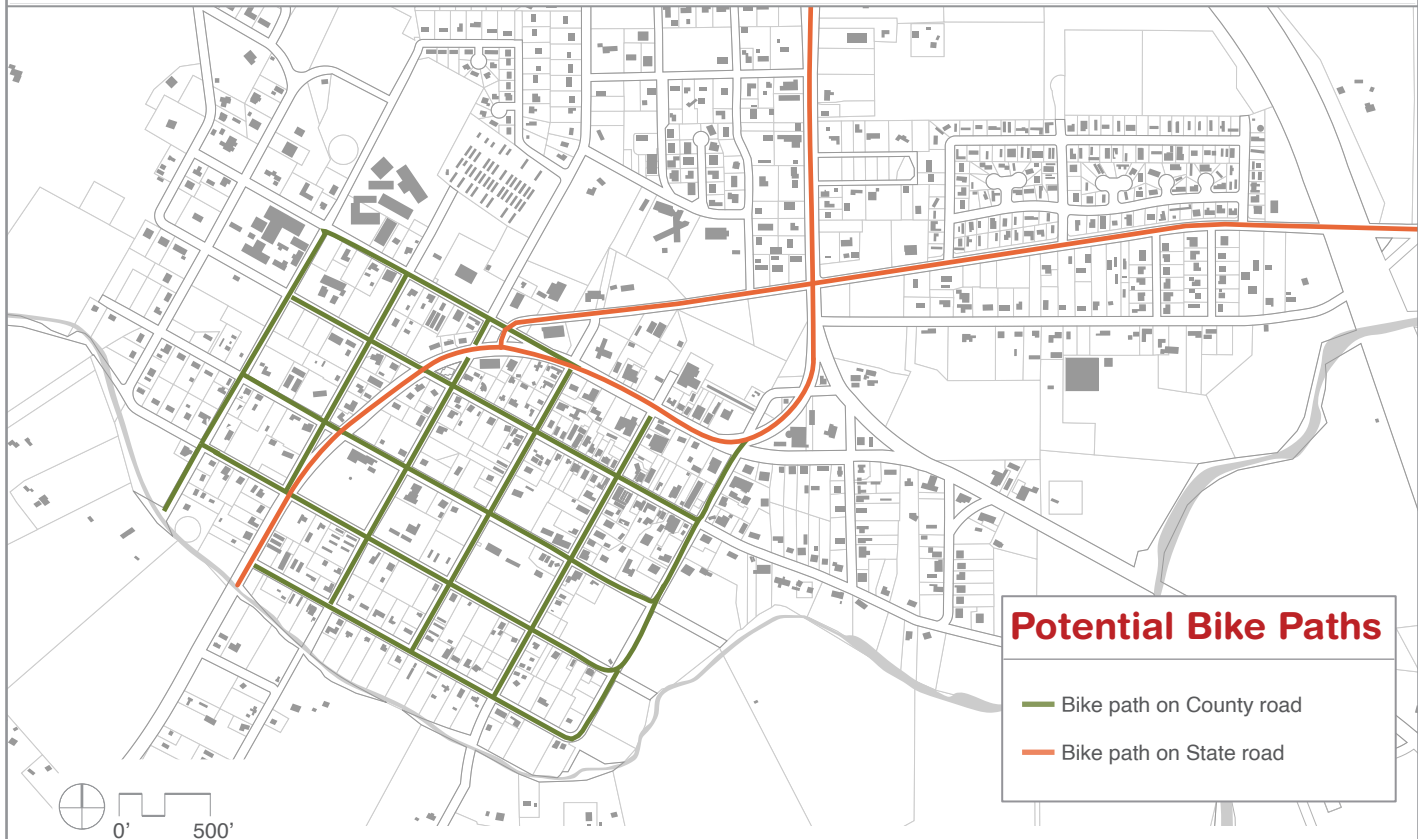 Potential Bike Paths
Bike path on County road
Bike path on State road
0' 500'